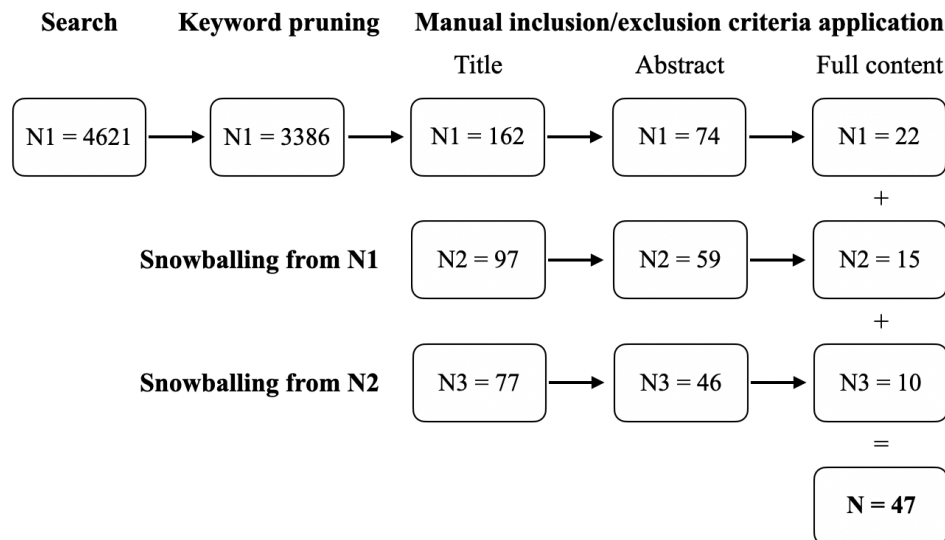 Search Keyword pruning Manual inclusion/exclusion criteria application
Title Abstract Full content
N1 = 4621 N1 = 3386 N1 = 162 N1 = 74 N1 = 22
+
Snowballing from N1 N2 = 97 N2 = 59 N2 = 15
+
Snowballing from N2 N3 = 77 N3 = 46 N3 = 10
=
N = 47